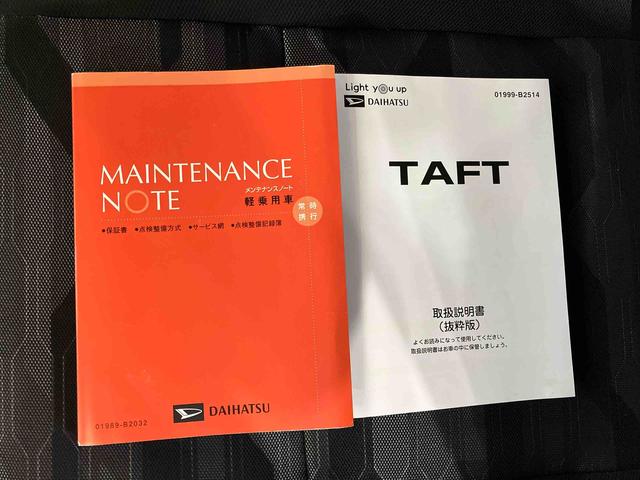 MAINTENANCE
NOTE
メンテナンスノート
軽乗用車
常時
携行
●保証書 ●点検整備方式 ●サービス網 ●点検整備記録簿
DAIHATSU
01989-B2032
Light you up
DAIHATSU
01999-B2514
TAFT
取扱説明書
(抜粋版)
よくお読みになって使用してください。
取扱説明書はお車の中に保管しましょう。